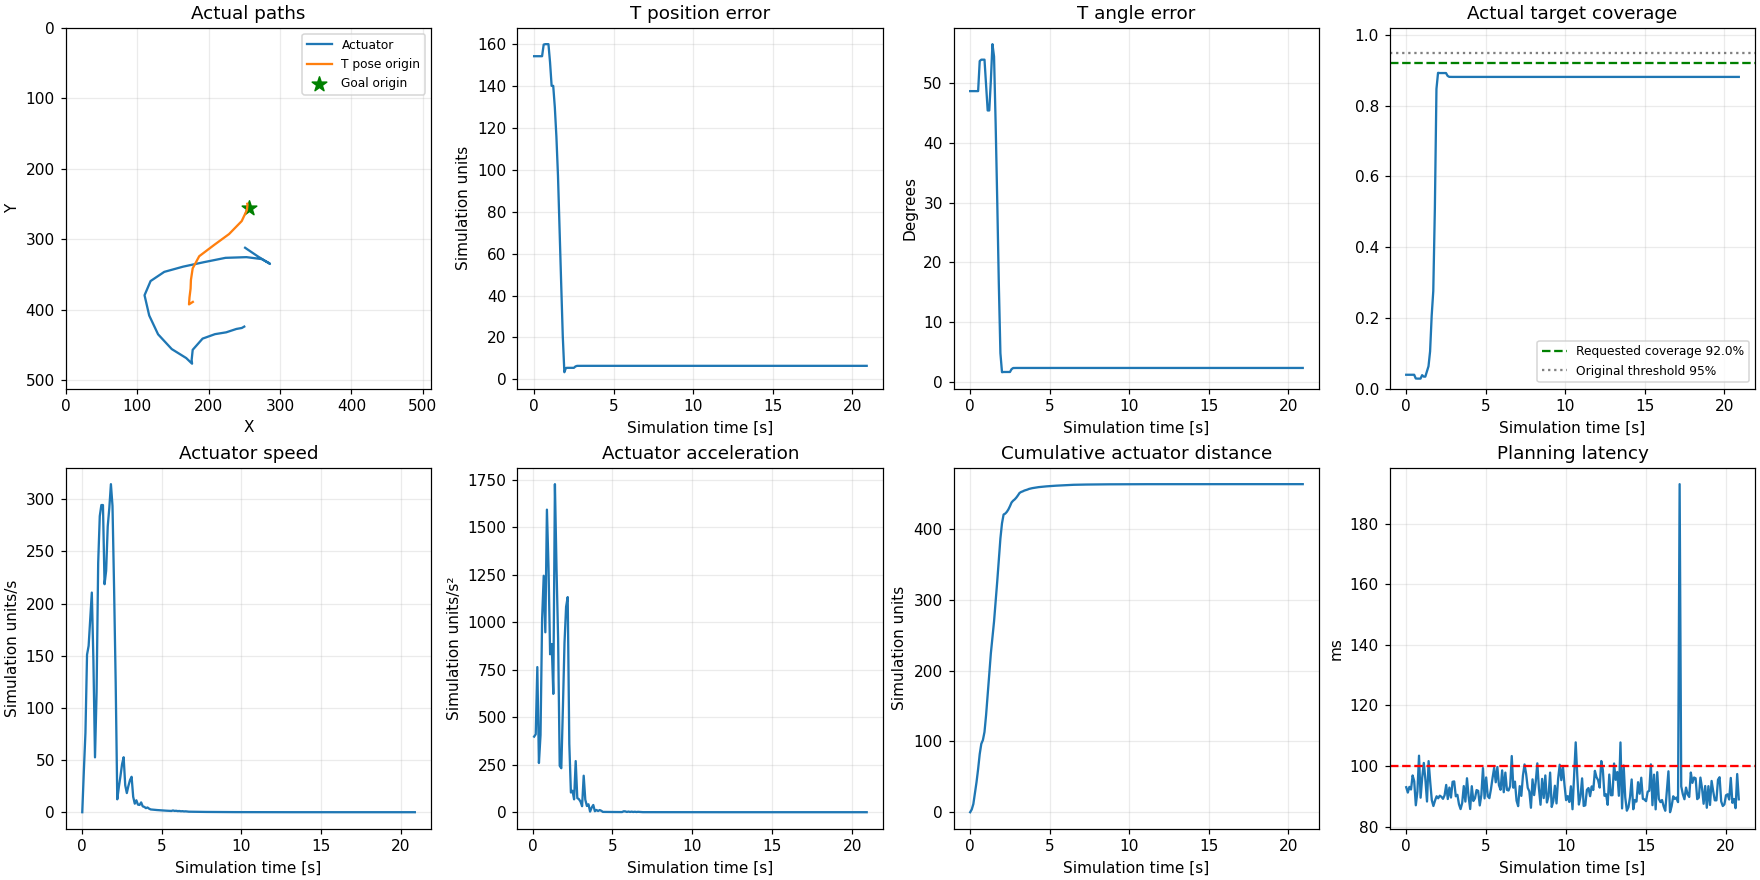 Actual paths
0
100
200
300
400
500
Y
0 100 200 300 400 500
X
Actuator
T pose origin
Goal origin
T position error
160
140
120
100
80
60
40
20
0
Simulation units
0 5 10 15 20
Simulation time [s]
T angle error
50
40
30
20
10
0
Degrees
0 5 10 15 20
Simulation time [s]
Actual target coverage
1.0
0.8
0.6
0.4
0.2
0.0
0 5 10 15 20
Simulation time [s]
Requested coverage 92.0%
Original threshold 95%
Actuator speed
300
250
200
150
100
50
0
Simulation units/s
0 5 10 15 20
Simulation time [s]
Actuator acceleration
1750
1500
1250
1000
750
500
250
0
Simulation units/s²
0 5 10 15 20
Simulation time [s]
Cumulative actuator distance
400
300
200
100
0
Simulation units
0 5 10 15 20
Simulation time [s]
Planning latency
180
160
140
120
100
80
ms
0 5 10 15 20
Simulation time [s]